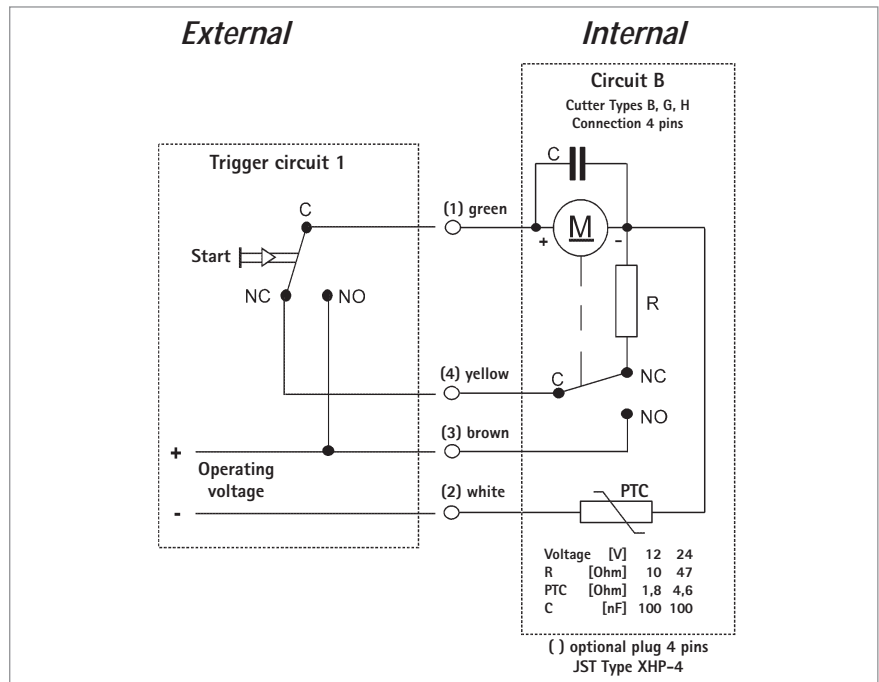 External
Internal
Circuit B
Cutter Types B, G, H
Connection 4 pins
Trigger circuit 1
C
C
(1) green
M
+
-
Start
NC
NO
R
(4) yellow
C
NC
NO
(3) brown
+
Operating
voltage
(2) white
PTC
-
Voltage [V] 12 24
R [Ohm] 10 47
PTC [Ohm] 1,8 4,6
C [nF] 100 100
( ) optional plug 4 pins
JST Type XHP-4